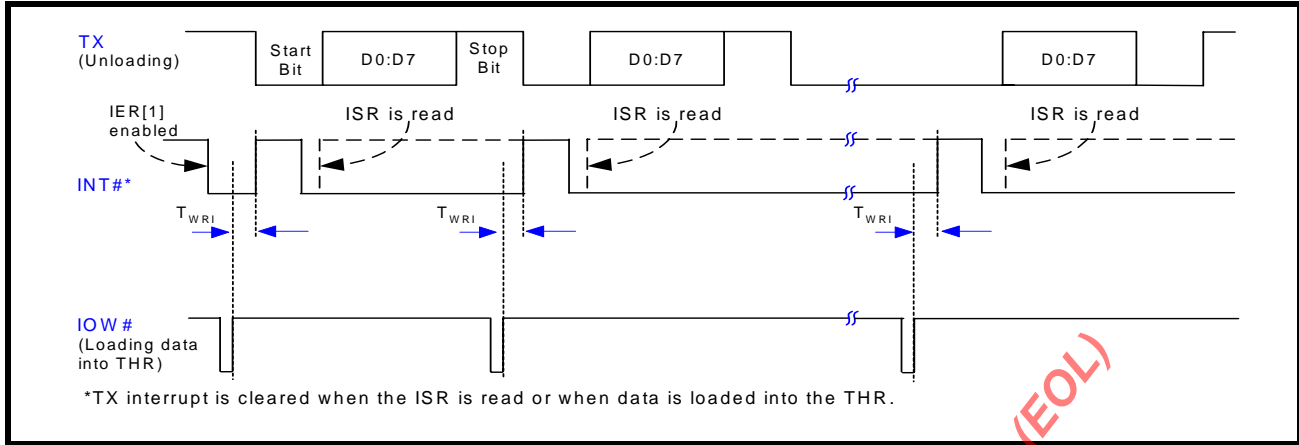 TX
(Unloading)
Start
Bit
D0:D7
Stop
Bit
D0:D7
D0:D7
IER[1]
enabled
ISR is read
ISR is read
ISR is read
INT#*
TWRI
TWRI
TWRI
IOW#
(Loading data
into THR)
*TX interrupt is cleared when the ISR is read or when data is loaded into the THR.
(EOL)